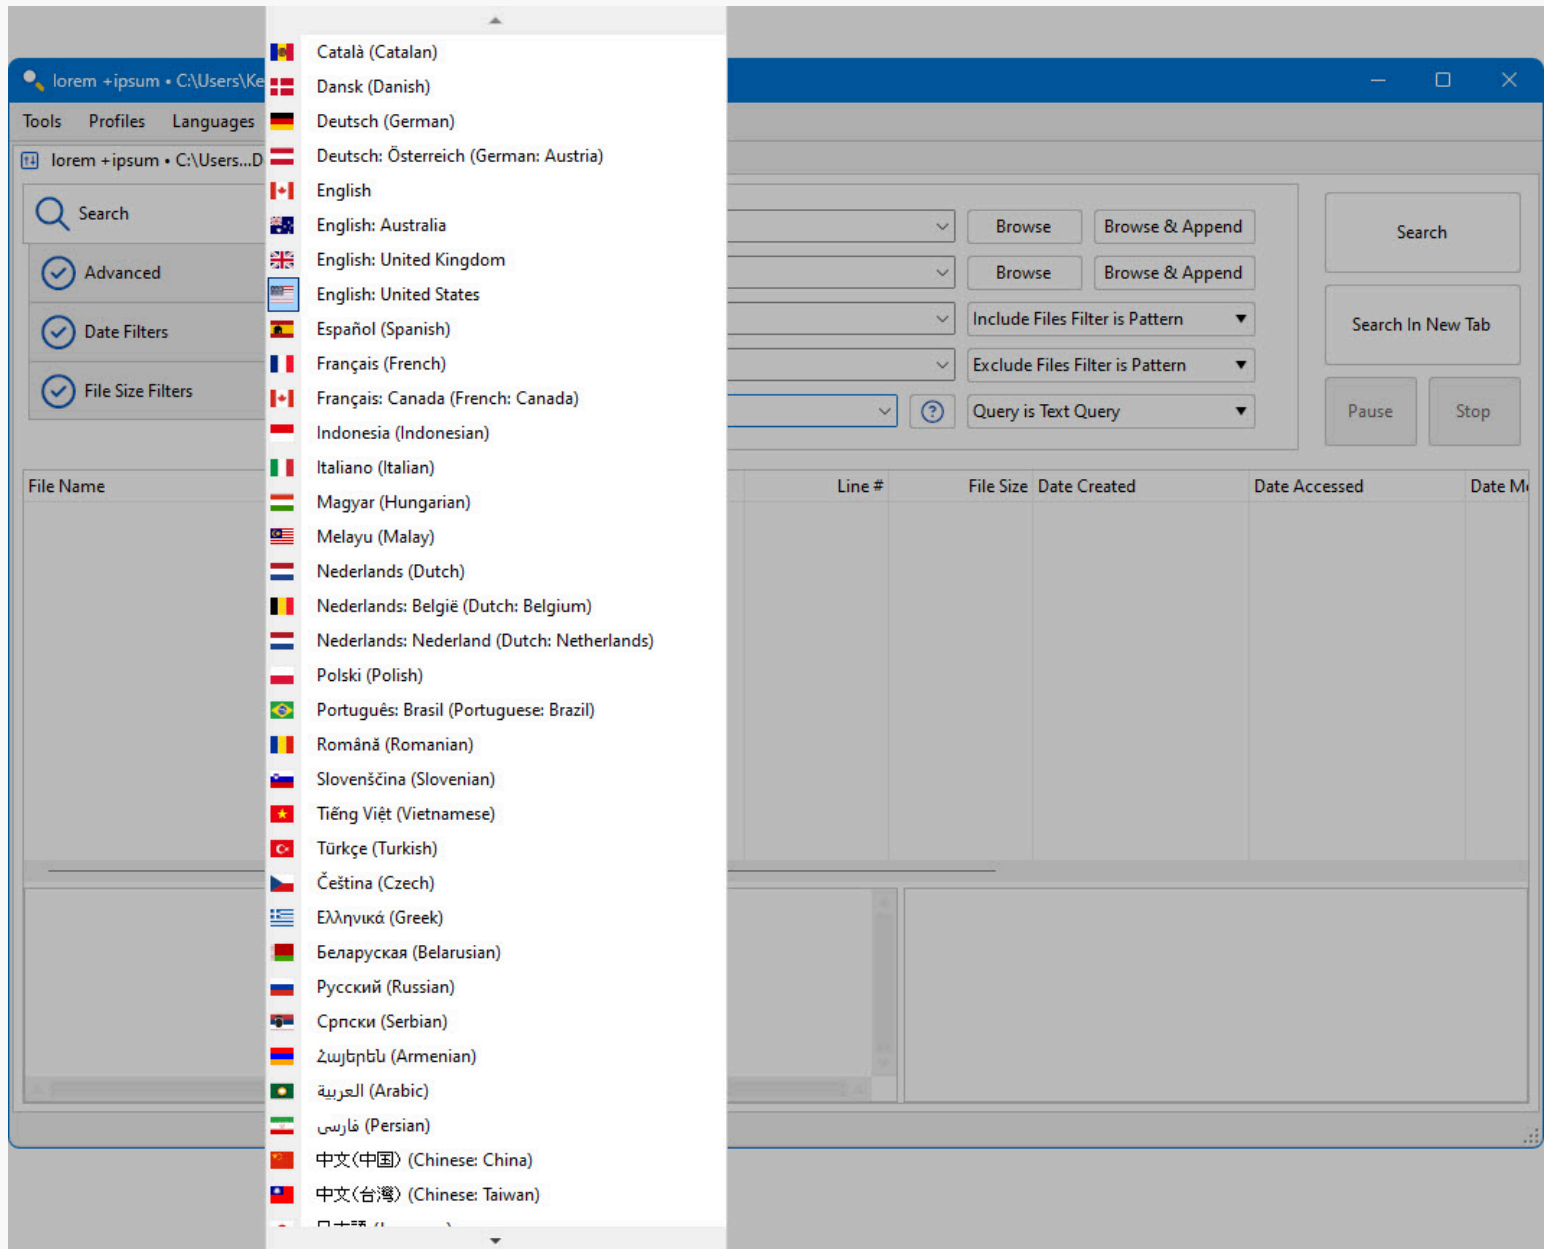 lorem +ipsum • C:\Users\Ke
Tools Profiles Languages
lorem +ipsum • C:\Users...D
Search
Advanced
Date Filters
File Size Filters
Català (Catalan)
Dansk (Danish)
Deutsch (German)
Deutsch: Österreich (German: Austria)
English
English: Australia
English: United Kingdom
English: United States
Español (Spanish)
Français (French)
Français: Canada (French: Canada)
Indonesia (Indonesian)
Italiano (Italian)
Magyar (Hungarian)
Melayu (Malay)
Nederlands (Dutch)
Nederlands: België (Dutch: Belgium)
Nederlands: Nederland (Dutch: Netherlands)
Polski (Polish)
Português: Brasil (Portuguese: Brazil)
Română (Romanian)
Slovenščina (Slovenian)
Tiếng Việt (Vietnamese)
Türkçe (Turkish)
Čeština (Czech)
Ελληνικά (Greek)
Беларуская (Belarusian)
Русский (Russian)
Српски (Serbian)
Հայերեն (Armenian)
العربية (Arabic)
فارسی (Persian)
中文(中国) (Chinese: China)
中文(台灣) (Chinese: Taiwan)
Browse Browse & Append
Browse Browse & Append
Include Files Filter is Pattern
Exclude Files Filter is Pattern
Query is Text Query
Search
Search In New Tab
Pause Stop
File Name Line # File Size Date Created Date Accessed Date M